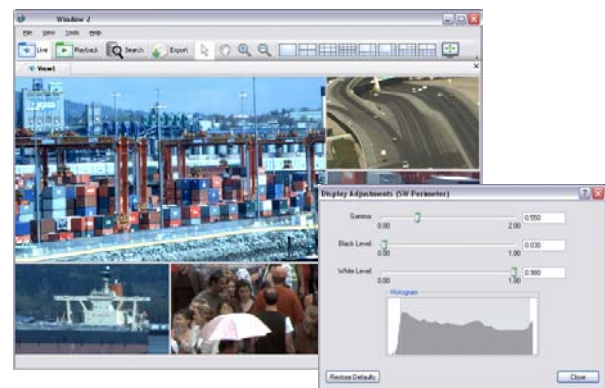 Window 2
File View Tools Help
Live Playback Search Export
View1
Display Adjustments (SW Perimeter)
Gamma: 0.550
0.00 2.00
Black Level: 0.030
0.00 1.00
White Level: 0.980
0.00 1.00
Histogram
Restore Defaults Close